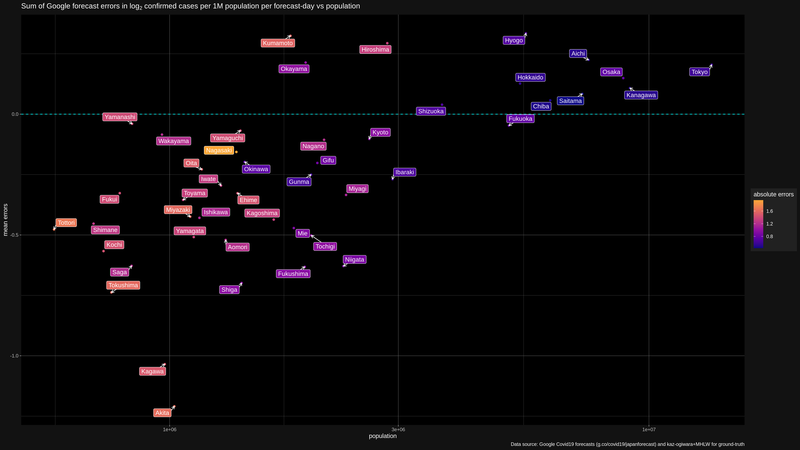 Sum of Google forecast errors in log2 confirmed cases per 1M population per forecast-day vs population
Kumamoto
Hiroshima
Hyogo
Aichi
Okayama
Osaka
Tokyo
Hokkaido
Kanagawa
Saitama
Chiba
Shizuoka
0.0
Yamanashi
Fukuoka
Kyoto
Wakayama
Yamaguchi
Nagano
Nagasaki
Gifu
Oita
Okinawa
Ibaraki
Iwate
Gunma
Miyagi
Toyama
Fukui
Ehime
Miyazaki
Ishikawa
Kagoshima
Tottori
Shimane
Yamagata
Mie
-0.5
Kochi
Aomori
Tochigi
Niigata
Saga
Fukushima
Tokushima
Shiga
-1.0
Kagawa
Akita
mean errors
absolute errors
1.6
1.2
0.8
1e+06
3e+06
1e+07
population
Data source: Google Covid19 forecasts (g.co/covid19/japanforecast) and kaz-ogiwara+MHLW for ground-truth